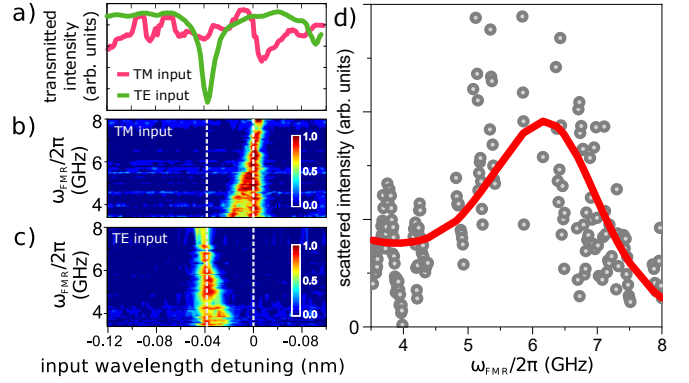 a)
transmitted
intensity
(arb. units)
TM input
TE input
b)
TM input
ω_FMR/2π
(GHz)
8
6
4
1.0
0.5
0.0
c)
TE input
ω_FMR/2π
(GHz)
8
6
4
1.0
0.5
0.0
-0.12
-0.08
-0.04
0
-0.08
input wavelength detuning (nm)
d)
scattered intensity (arb. units)
0
4
5
6
7
8
ω_FMR/2π (GHz)